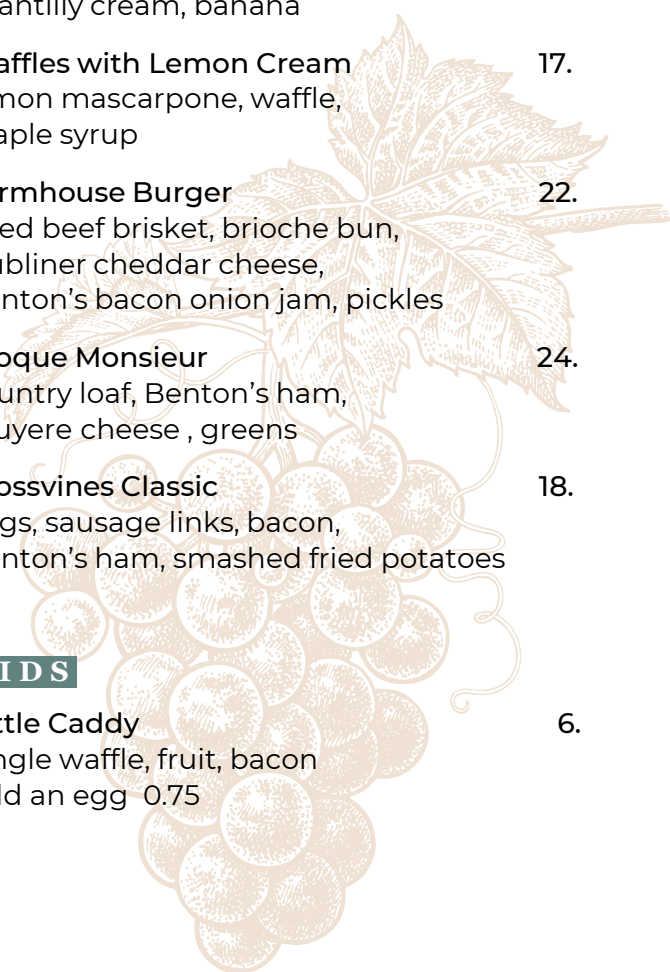 antilly cream, banana
affles with Lemon Cream 17.
mon mascarpone, waffle,
aple syrup
rmhouse Burger 22.
ed beef brisket, brioche bun,
ubliner cheddar cheese,
nton's bacon onion jam, pickles
oque Monsieur 24.
untry loaf, Benton's ham,
uyere cheese , greens
ossvines Classic 18.
gs, sausage links, bacon,
nton's ham, smashed fried potatoes
IDS
ttle Caddy 6.
ngle waffle, fruit, bacon
ld an egg 0.75